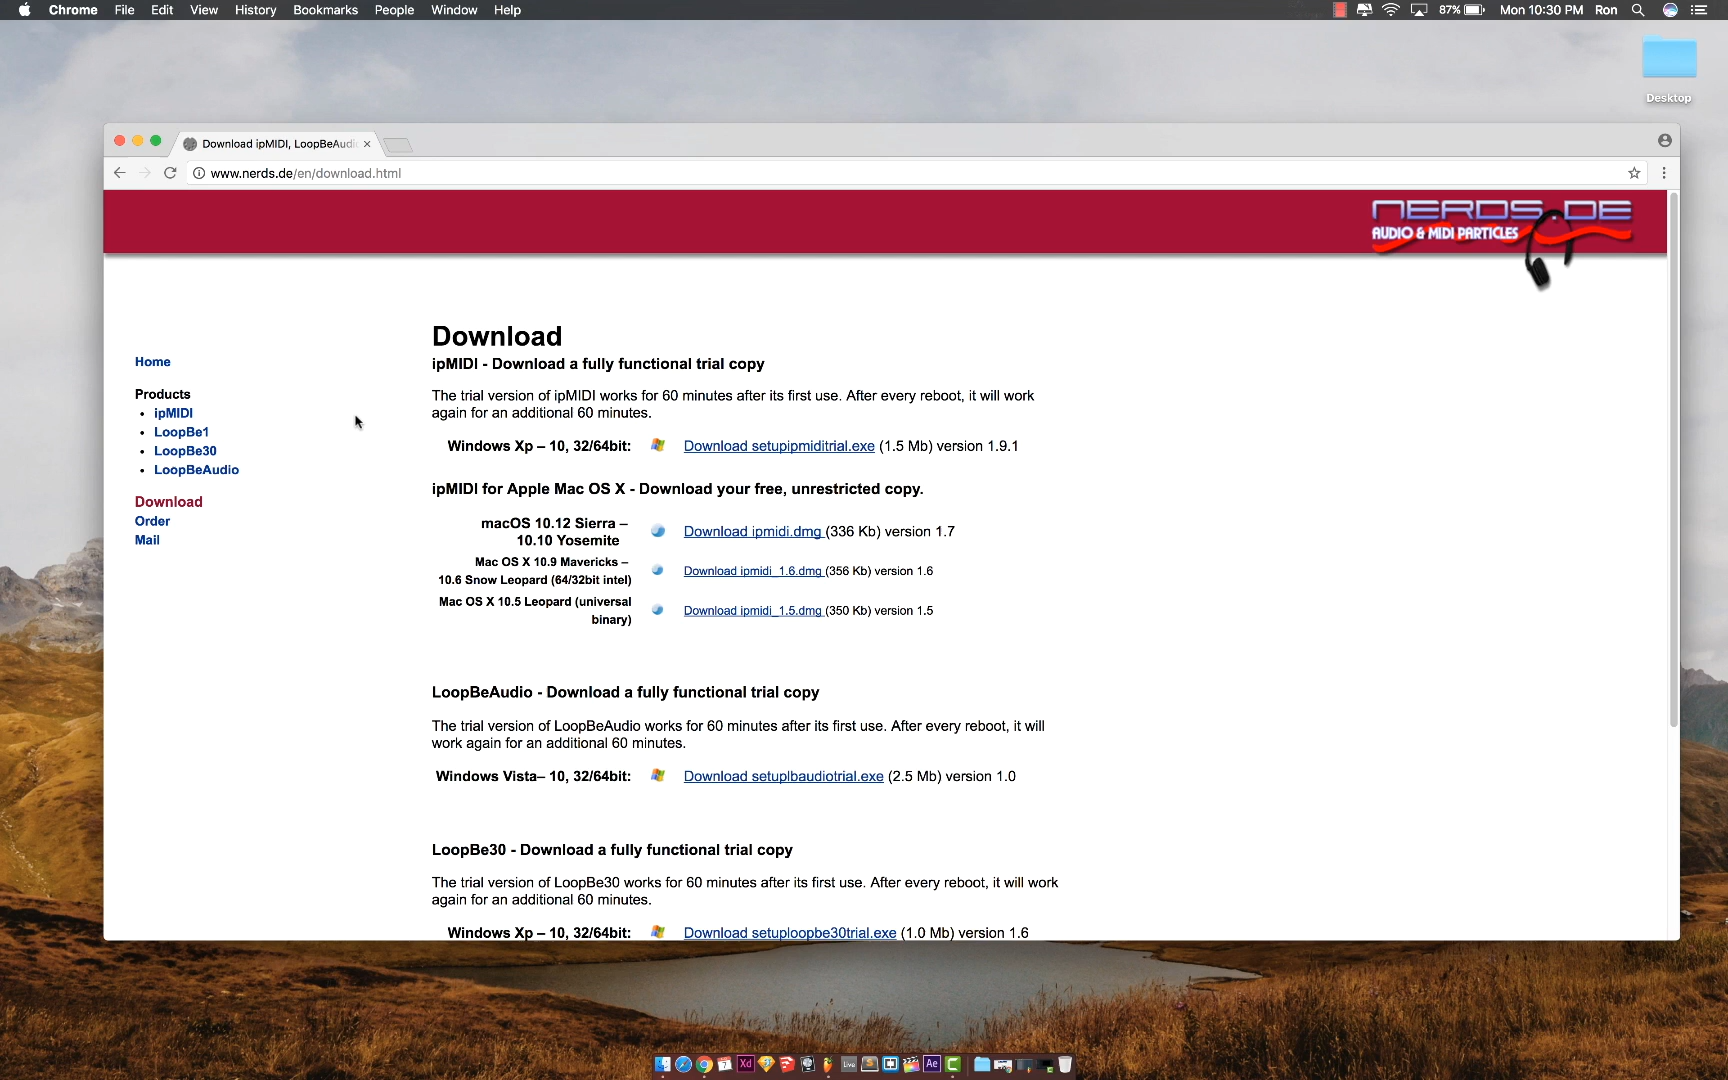 Chrome File Edit View History Bookmarks People Window Help
87% Mon 10:30 PM Ron
Desktop
Download ipMIDI, LoopBeAudi
www.nerds.de/en/download.html
NERDS.DE
AUDIO & MIDI PARTICLES
Home
Products
ipMIDI
LoopBe1
LoopBe30
LoopBeAudio
Download
Order
Mail
Download
ipMIDI - Download a fully functional trial copy
The trial version of ipMIDI works for 60 minutes after its first use. After every reboot, it will work
again for an additional 60 minutes.
Windows Xp – 10, 32/64bit: Download setupipmiditrial.exe (1.5 Mb) version 1.9.1
ipMIDI for Apple Mac OS X - Download your free, unrestricted copy.
macOS 10.12 Sierra –
10.10 Yosemite
Download ipmidi.dmg (336 Kb) version 1.7
Mac OS X 10.9 Mavericks –
10.6 Snow Leopard (64/32bit intel)
Download ipmidi_1.6.dmg (356 Kb) version 1.6
Mac OS X 10.5 Leopard (universal
binary)
Download ipmidi_1.5.dmg (350 Kb) version 1.5
LoopBeAudio - Download a fully functional trial copy
The trial version of LoopBeAudio works for 60 minutes after its first use. After every reboot, it will
work again for an additional 60 minutes.
Windows Vista– 10, 32/64bit: Download setuplbaudiotrial.exe (2.5 Mb) version 1.0
LoopBe30 - Download a fully functional trial copy
The trial version of LoopBe30 works for 60 minutes after its first use. After every reboot, it will work
again for an additional 60 minutes.
Windows Xp – 10, 32/64bit: Download setuploopbe30trial.exe (1.0 Mb) version 1.6
Xd
Live
Ae